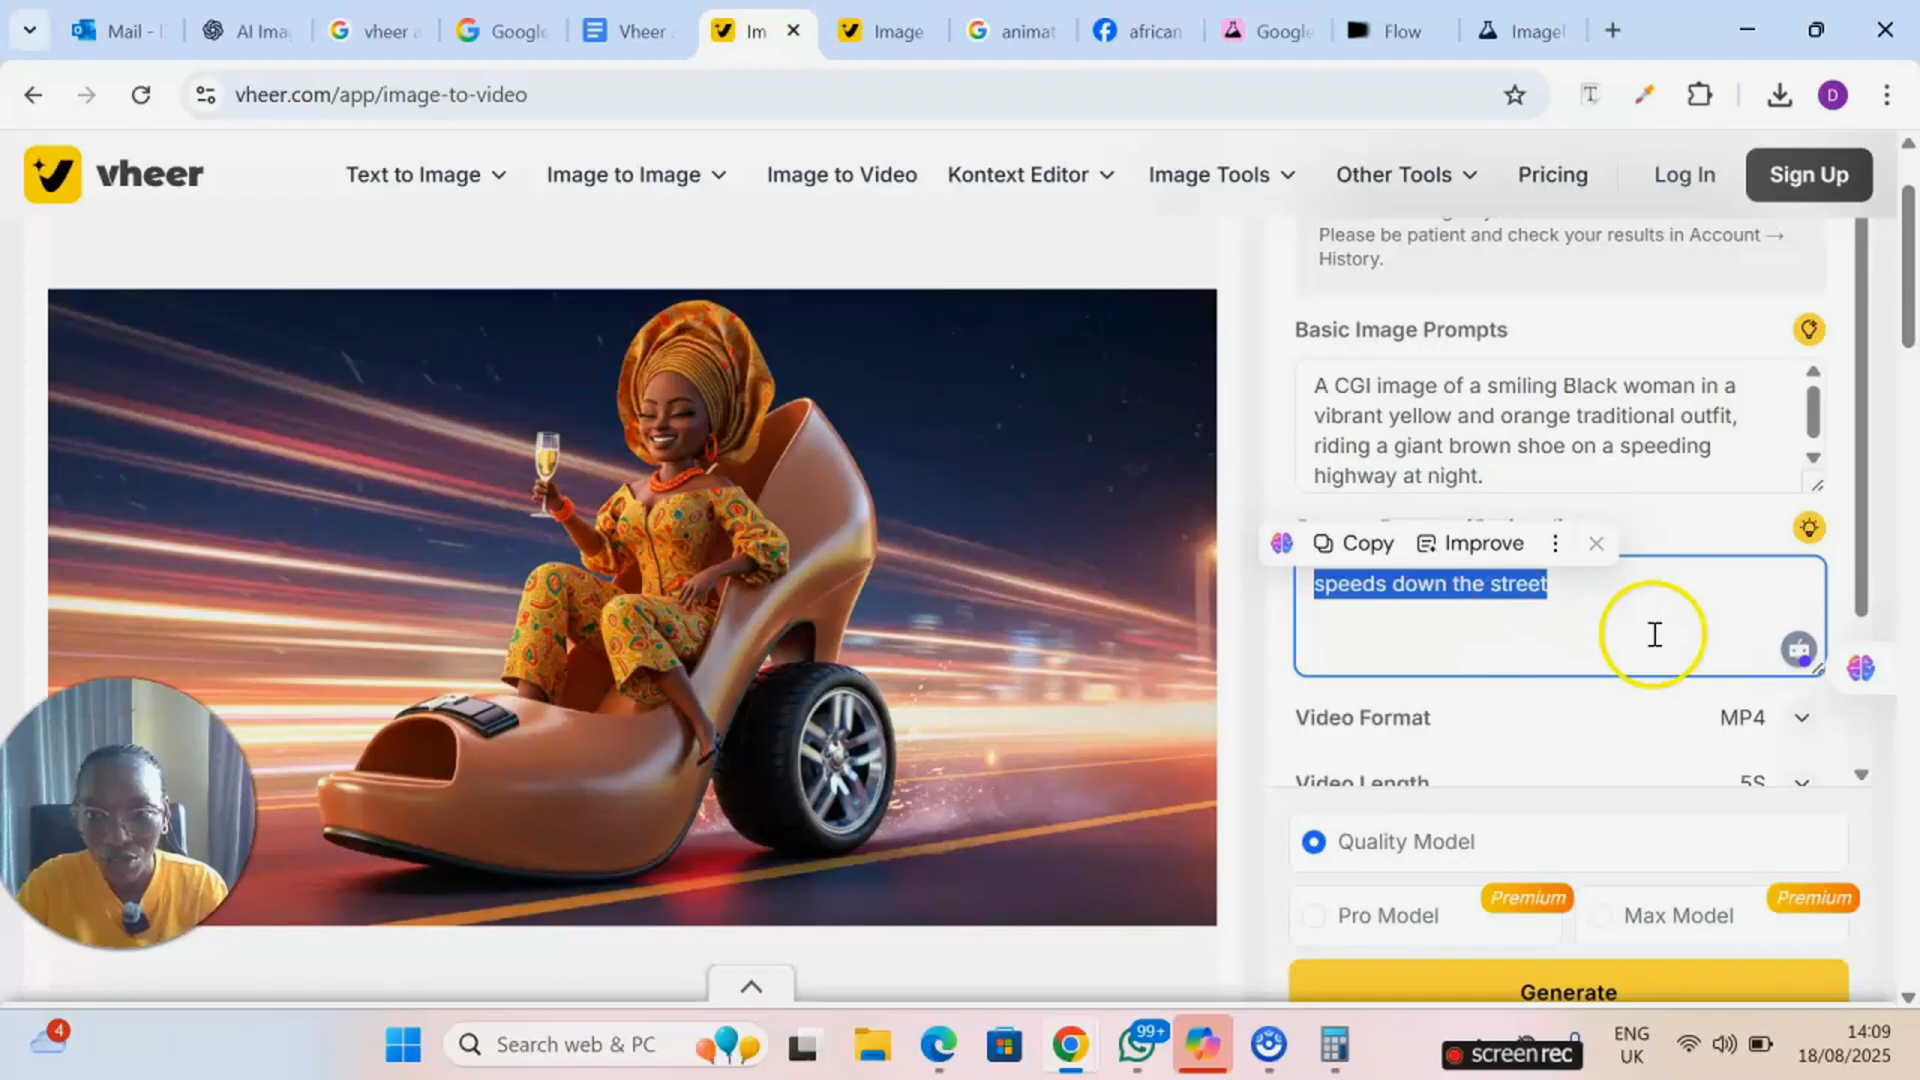 Mail -
AI Ima
vheer a
Google
Vheer
Im
Image
animat
african
Google
Flow
Image
vheer.com/app/image-to-video
D
vheer
Text to Image
Image to Image
Image to Video
Kontext Editor
Image Tools
Other Tools
Pricing
Log In
Sign Up
Please be patient and check your results in Account →
History.
Basic Image Prompts
A CGI image of a smiling Black woman in a
vibrant yellow and orange traditional outfit,
riding a giant brown shoe on a speeding
highway at night.
Copy
Improve
speeds down the street
Video Format
MP4
Video Length
5S
Quality Model
Premium
Premium
Pro Model
Max Model
Generate
4
Search web & PC
99+
screen rec
ENG
UK
14:09
18/08/2025